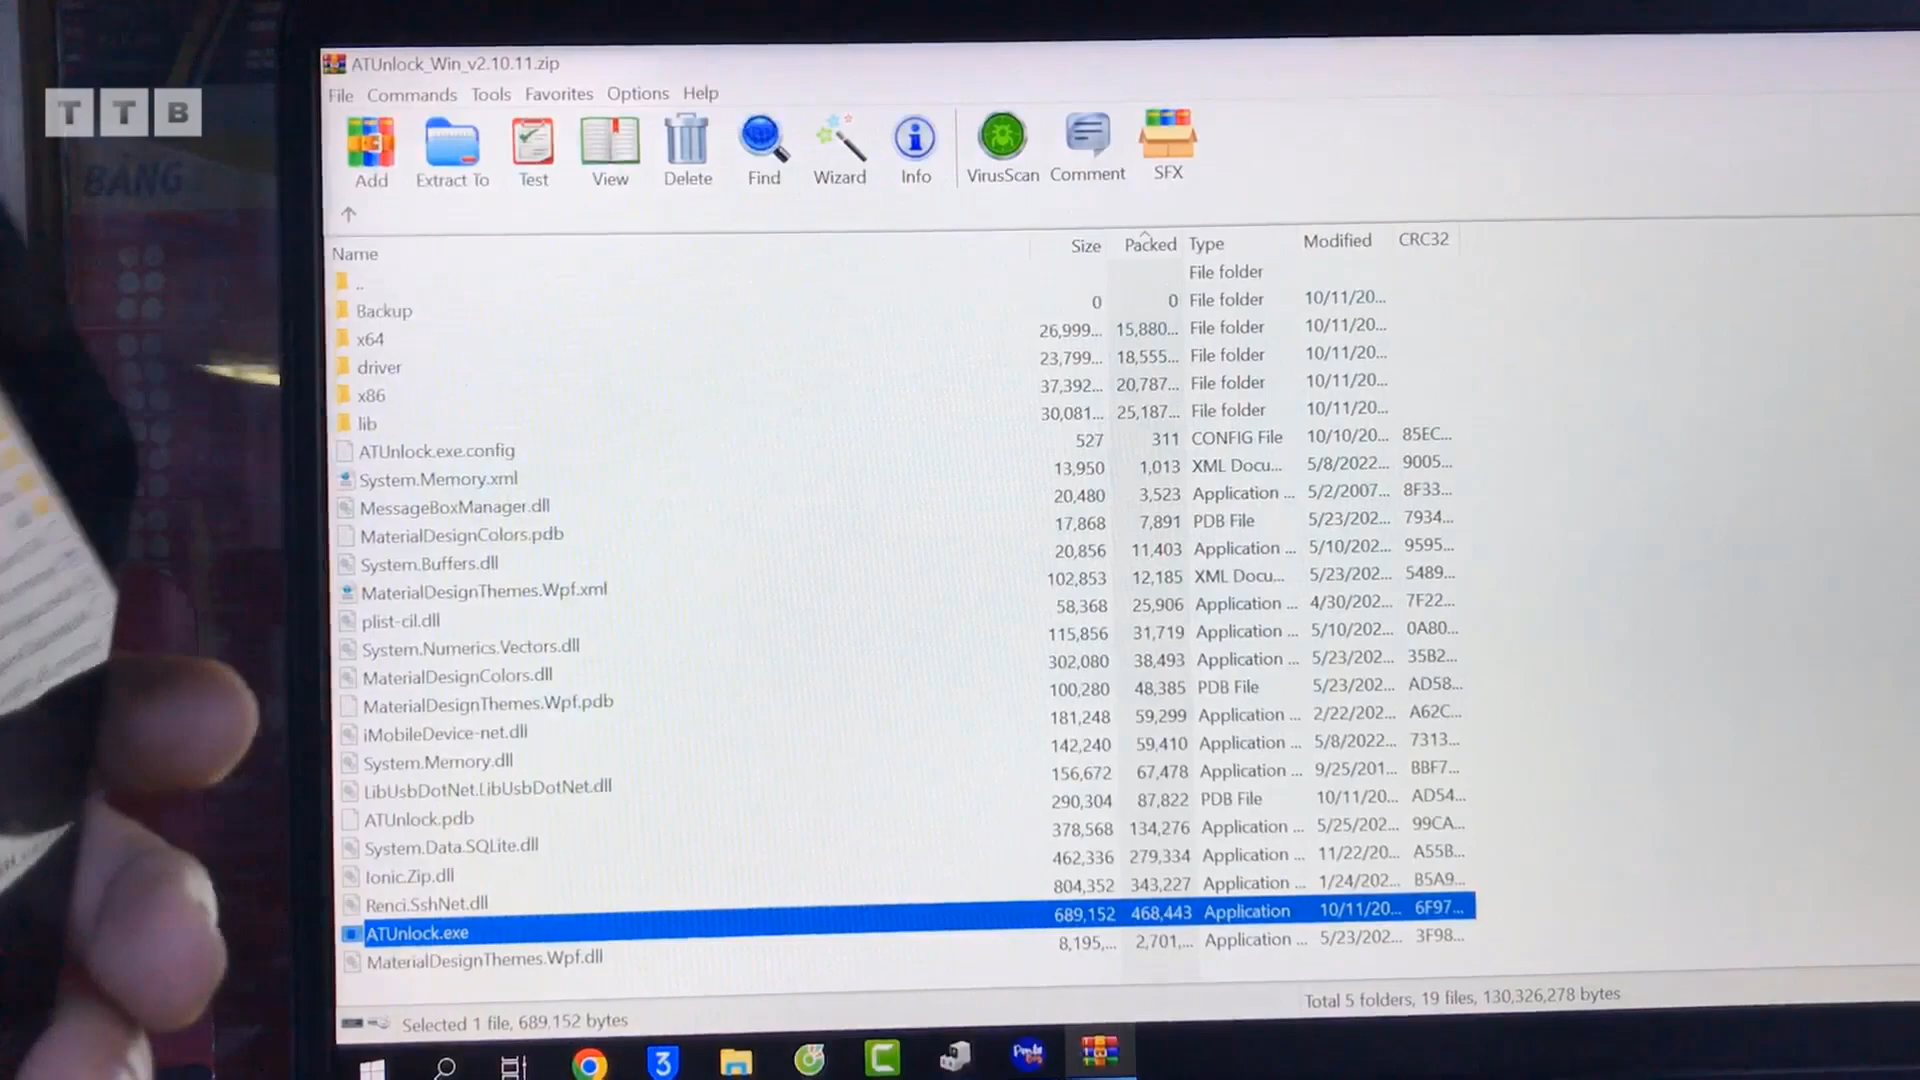 TTB
BẢNG
ATUnlock_Win_v2.10.11.zip
File Commands Tools Favorites Options Help
Add Extract To Test View Delete Find Wizard Info VirusScan Comment SFX
Name Size Packed Type Modified CRC32
.. File folder
Backup 0 0 File folder 10/11/20...
x64 26,999... 15,880... File folder 10/11/20...
driver 23,799... 18,555... File folder 10/11/20...
x86 37,392... 20,787... File folder 10/11/20...
lib 30,081... 25,187... File folder 10/11/20...
ATUnlock.exe.config 527 311 CONFIG File 10/10/20... 85EC...
System.Memory.xml 13,950 1,013 XML Docu... 5/8/2022... 9005...
MessageBoxManager.dll 20,480 3,523 Application ... 5/2/2007... 8F33...
MaterialDesignColors.pdb 17,868 7,891 PDB File 5/23/202... 7934...
System.Buffers.dll 20,856 11,403 Application ... 5/10/202... 9595...
MaterialDesignThemes.Wpf.xml 102,853 12,185 XML Docu... 5/23/202... 5489...
plist-cil.dll 58,368 25,906 Application ... 4/30/202... 7F22...
System.Numerics.Vectors.dll 115,856 31,719 Application ... 5/10/202... 0A80...
MaterialDesignColors.dll 302,080 38,493 Application ... 5/23/202... 35B2...
MaterialDesignThemes.Wpf.pdb 100,280 48,385 PDB File 5/23/202... AD58...
iMobileDevice-net.dll 181,248 59,299 Application ... 2/22/202... A62C...
System.Memory.dll 142,240 59,410 Application ... 5/8/2022... 7313...
LibUsbDotNet.LibUsbDotNet.dll 156,672 67,478 Application ... 9/25/201... BBF7...
ATUnlock.pdb 290,304 87,822 PDB File 10/11/20... AD54...
System.Data.SQLite.dll 378,568 134,276 Application ... 5/25/202... 99CA...
Ionic.Zip.dll 462,336 279,334 Application ... 11/22/20... A55B...
Renci.SshNet.dll 804,352 343,227 Application ... 1/24/202... B5A9...
ATUnlock.exe 689,152 468,443 Application 10/11/20... 6F97...
MaterialDesignThemes.Wpf.dll 8,195,... 2,701,... Application ... 5/23/202... 3F98...
Selected 1 file, 689,152 bytes Total 5 folders, 19 files, 130,326,278 bytes
3